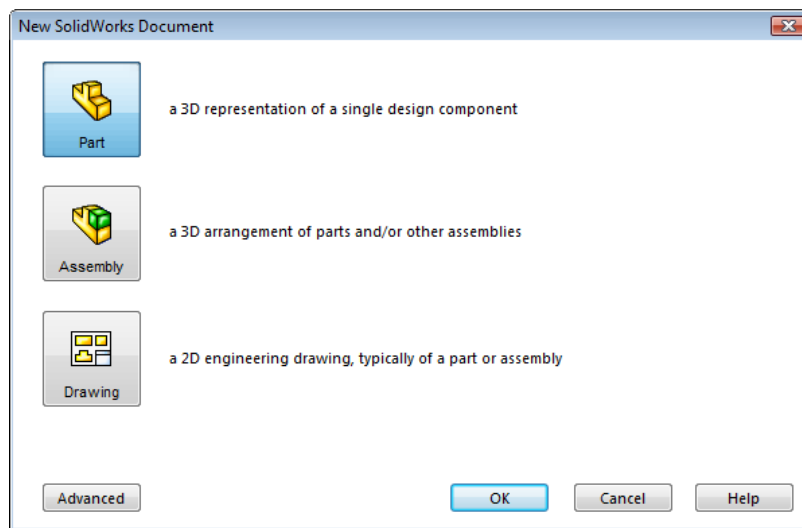 New SolidWorks Document
Part
a 3D representation of a single design component
Assembly
a 3D arrangement of parts and/or other assemblies
Drawing
a 2D engineering drawing, typically of a part or assembly
Advanced
OK
Cancel
Help